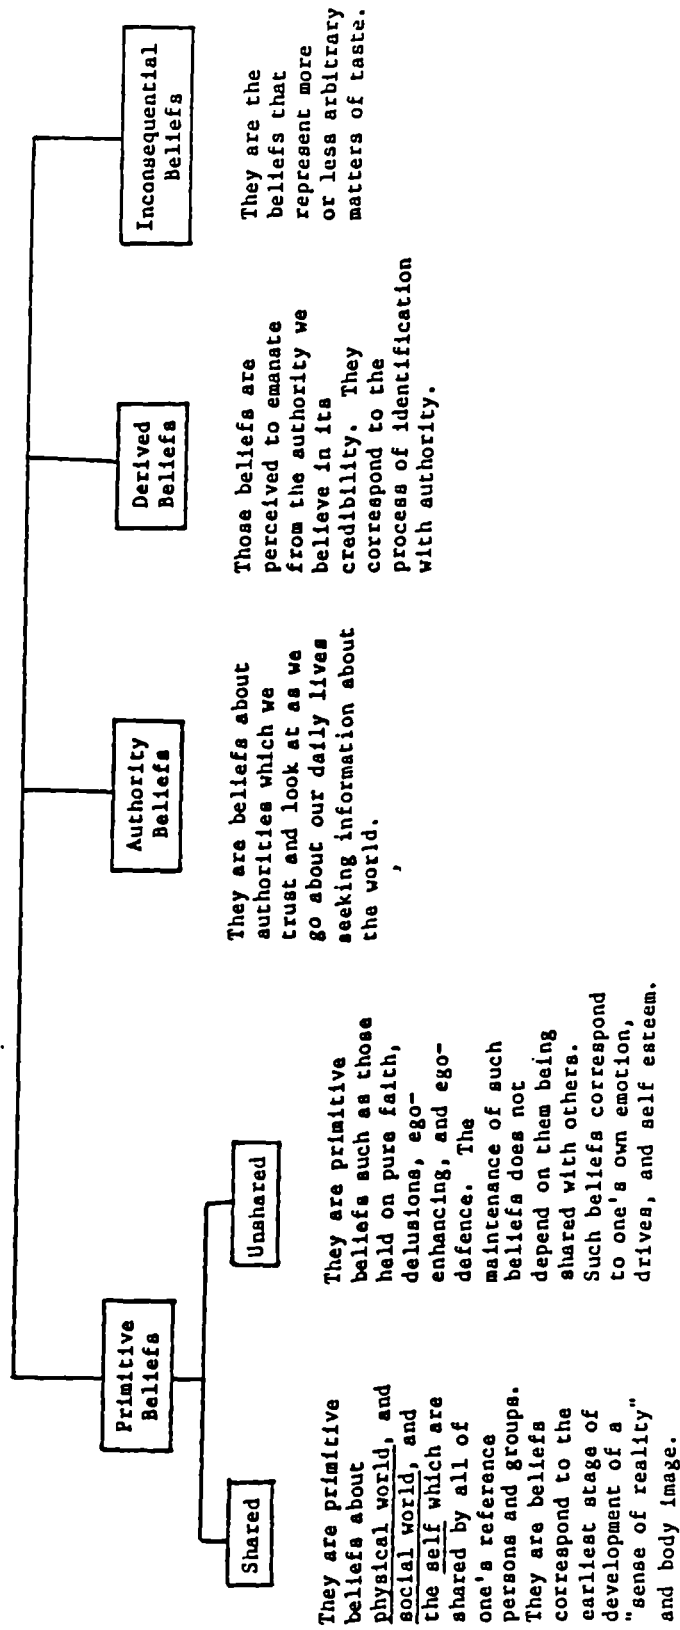 Primitive
Beliefs
Authority
Beliefs
Derived
Beliefs
Inconsequential
Beliefs
Shared
Unshared
They are primitive
beliefs about
physical world, and
social world, and
the self which are
shared by all of
one's reference
persons and groups.
They are beliefs
correspond to the
earliest stage of
development of a
"sense of reality"
and body image.
They are primitive
beliefs such as those
held on pure faith,
delusions, ego-
enhancing, and ego-
defence. The
maintenance of such
beliefs does not
depend on them being
shared with others.
Such beliefs correspond
to one's own emotion,
drives, and self esteem.
They are beliefs about
authorities which we
trust and look at as we
go about our daily lives
seeking information about
the world.
Those beliefs are
perceived to emanate
from the authority we
believe in its
credibility. They
correspond to the
process of identification
with authority.
They are the
beliefs that
represent more
or less arbitrary
matters of taste.